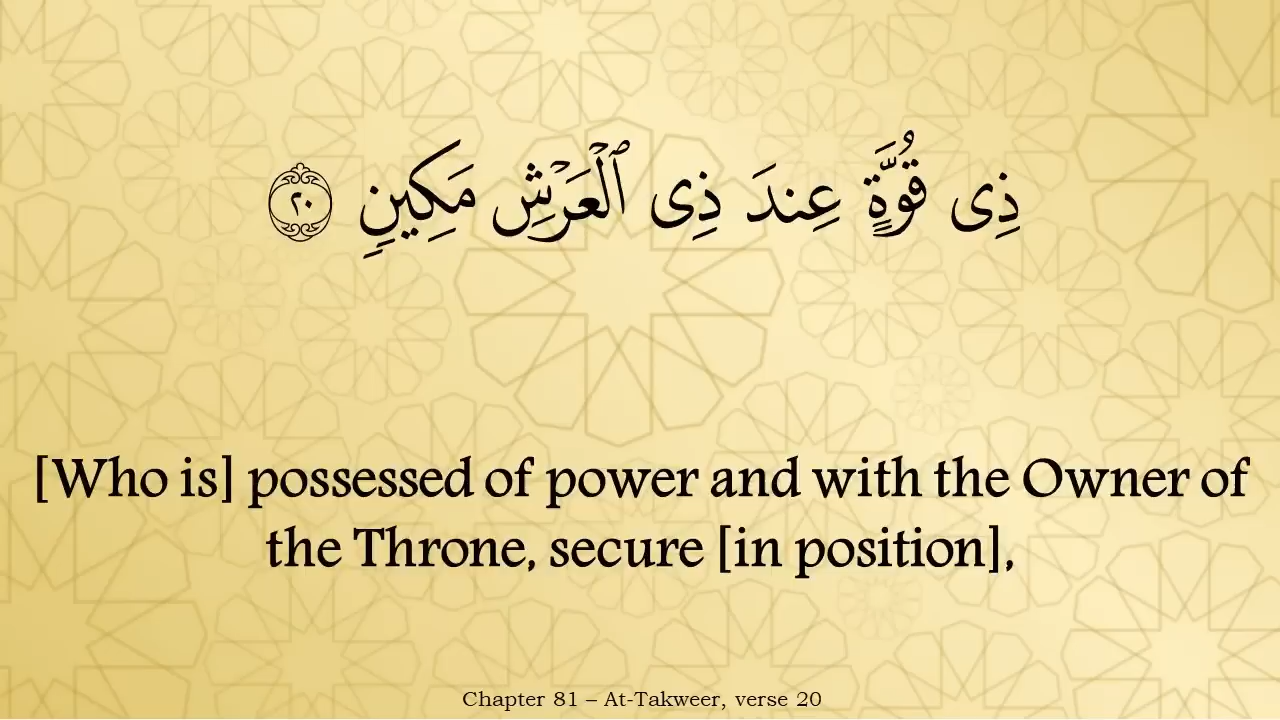 ذِى قُوَّةٍ عِندَ ذِى ٱلْعَرْشِ مَكِينٍ ٢٠
[Who is] possessed of power and with the Owner of
the Throne, secure [in position],
Chapter 81 – At-Takweer, verse 20